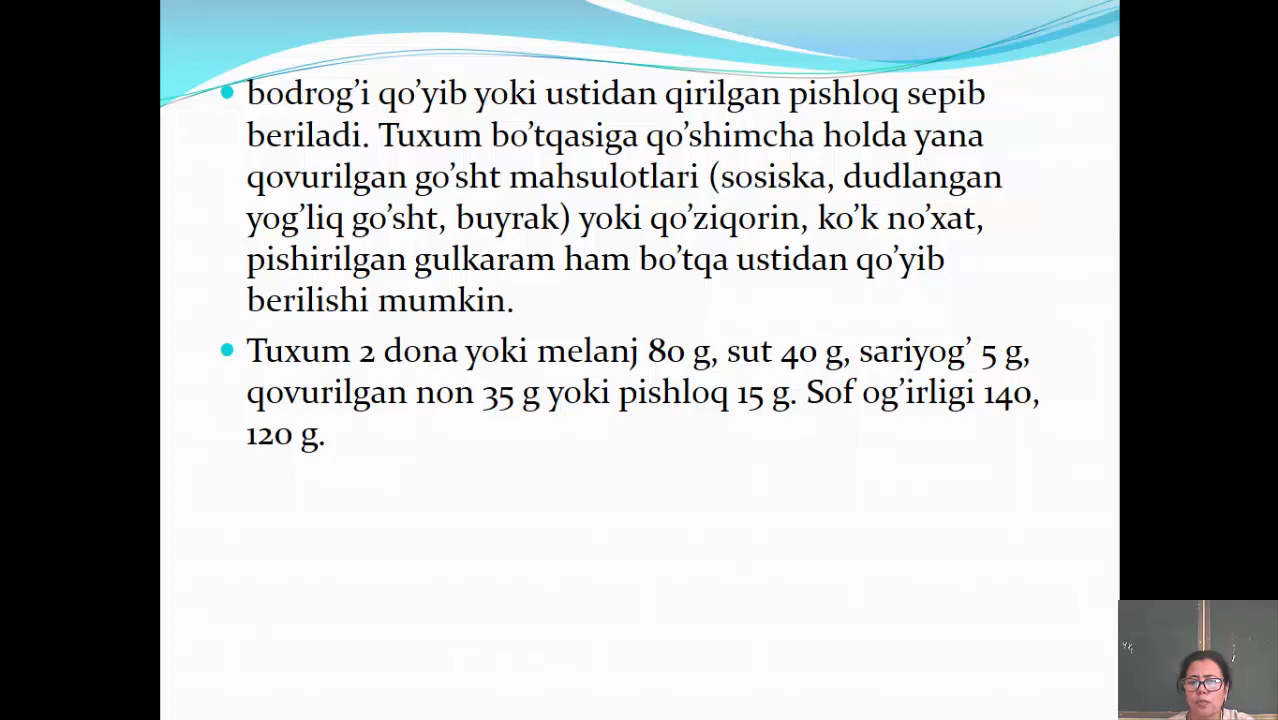 bodrog’i qo’yib yoki ustidan qirilgan pishloq sepib
beriladi. Tuxum bo’tqasiga qo’shimcha holda yana
qovurilgan go’sht mahsulotlari (sosiska, dudlangan
yog’liq go’sht, buyrak) yoki qo’ziqorin, ko’k no’xat,
pishirilgan gulkaram ham bo’tqa ustidan qo’yib
berilishi mumkin.
Tuxum 2 dona yoki melanj 80 g, sut 40 g, sariyog’ 5 g,
qovurilgan non 35 g yoki pishloq 15 g. Sof og’irligi 140,
120 g.